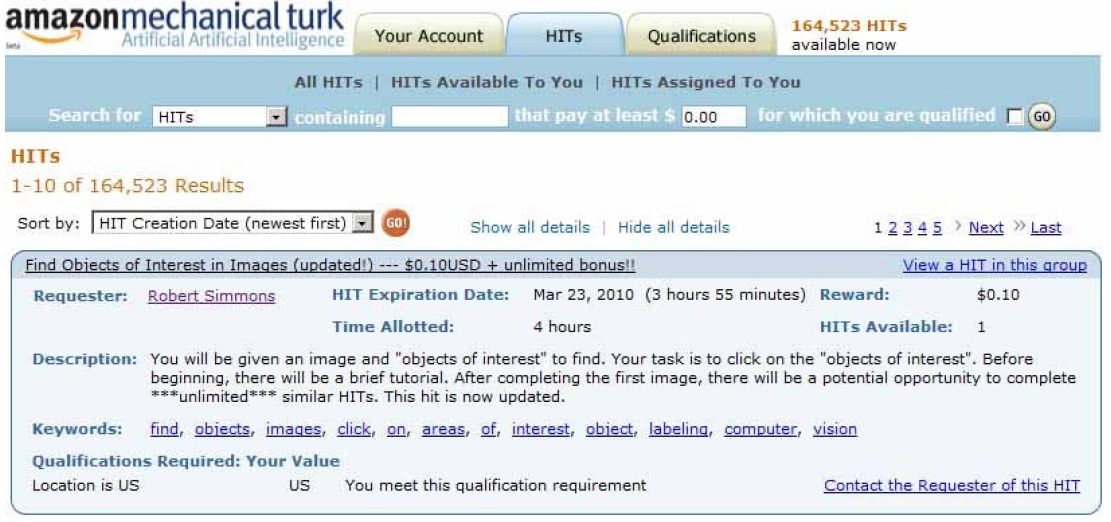 amazonmechanical turk
beta
Artificial Artificial Intelligence
Your Account
HITs
Qualifications
164,523 HITs
available now
All HITs | HITs Available To You | HITs Assigned To You
Search for HITs containing that pay at least $ 0.00 for which you are qualified GO
HITs
1-10 of 164,523 Results
Sort by: HIT Creation Date (newest first) GO! Show all details | Hide all details 1 2 3 4 5 › Next » Last
Find Objects of Interest in Images (updated!) --- $0.10USD + unlimited bonus!! View a HIT in this group
Requester: Robert Simmons HIT Expiration Date: Mar 23, 2010 (3 hours 55 minutes) Reward: $0.10
Time Allotted: 4 hours HITs Available: 1
Description: You will be given an image and "objects of interest" to find. Your task is to click on the "objects of interest". Before
beginning, there will be a brief tutorial. After completing the first image, there will be a potential opportunity to complete
***unlimited*** similar HITs. This hit is now updated.
Keywords: find, objects, images, click, on, areas, of, interest, object, labeling, computer, vision
Qualifications Required: Your Value
Location is US US You meet this qualification requirement Contact the Requester of this HIT